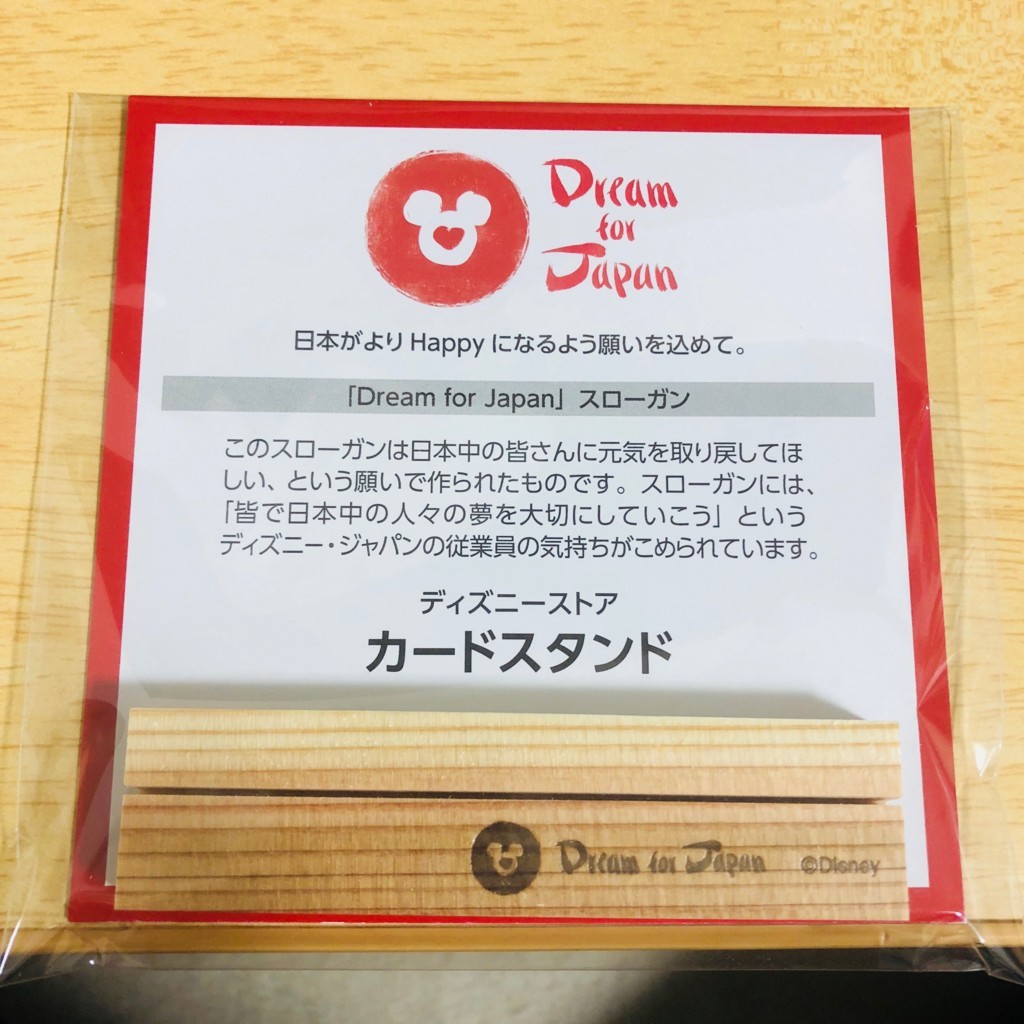 Dream
for
Japan
日本がより Happy になるよう願いを込めて。
「Dream for Japan」スローガン
このスローガンは日本中の皆さんに元気を取り戻してほ
しい、という願いで作られたものです。スローガンには、
「皆で日本中の人々の夢を大切にしていこう」という
ディズニー・ジャパンの従業員の気持ちがこめられています。
ディズニーストア
カードスタンド
Dream for Japan ©Disney